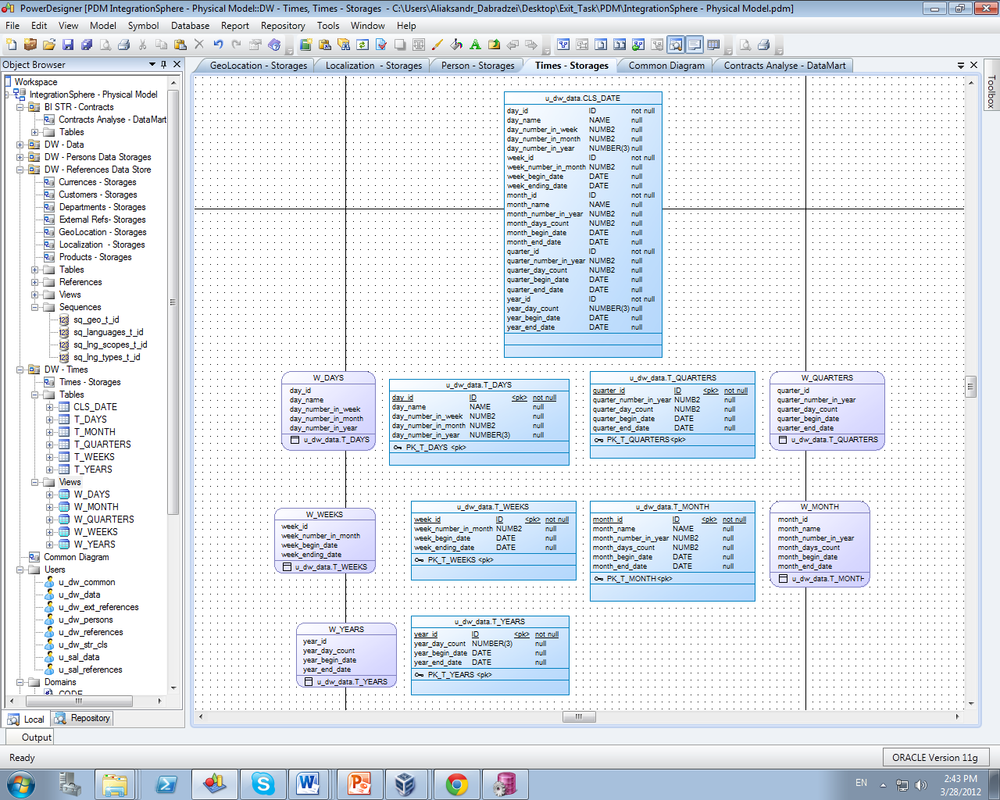 PowerDesigner [PDM IntegrationSphere - Physical Model::DW - Times, Times - Storages - C:\Users\Aliaksandr_Dabradzei\Desktop\Exit_Task\PDM\IntegrationSphere - Physical Model.pdm]
File Edit View Model Symbol Database Report Repository Tools Window Help
Object Browser
GeoLocation - Storages Localization - Storages Person - Storages Times - Storages Common Diagram Contracts Analyse - DataMart
Toolbox
Workspace
IntegrationSphere - Physical Model
BI STR - Contracts
Contracts Analyse - DataMart
Tables
DW - Data
DW - Persons Data Storages
DW - References Data Store
Currences - Storages
Customers - Storages
Departments - Storages
External Refs- Storages
GeoLocation - Storages
Localization - Storages
Products - Storages
Tables
References
Views
Sequences
123 sq_geo_t_id
123 sq_languages_t_id
123 sq_lng_scopes_t_id
123 sq_lng_types_t_id
DW - Times
Times - Storages
Tables
CLS_DATE
T_DAYS
T_MONTH
T_QUARTERS
T_WEEKS
T_YEARS
Views
W_DAYS
W_MONTH
W_QUARTERS
W_WEEKS
W_YEARS
Common Diagram
Users
u_dw_common
u_dw_data
u_dw_ext_references
u_dw_persons
u_dw_references
u_dw_str_cls
u_sal_data
u_sal_references
Domains
Local Repository
Output
u_dw_data.CLS_DATE
day_id ID not null
day_name NAME null
day_number_in_week NUMB2 null
day_number_in_month NUMB2 null
day_number_in_year NUMBER(3) null
week_id ID not null
week_number_in_month NUMB2 null
week_begin_date DATE null
week_ending_date DATE null
month_id ID not null
month_name NAME null
month_number_in_year NUMB2 null
month_days_count NUMB2 null
month_begin_date DATE null
month_end_date DATE null
quarter_id ID not null
quarter_number_in_year NUMB2 null
quarter_day_count NUMB2 null
quarter_begin_date DATE null
quarter_end_date DATE null
year_id ID not null
year_day_count NUMBER(3) null
year_begin_date DATE null
year_end_date DATE null
W_DAYS
day_id
day_name
day_number_in_week
day_number_in_month
day_number_in_year
u_dw_data.T_DAYS
u_dw_data.T_DAYS
day_id ID <pk> not null
day_name NAME null
day_number_in_week NUMB2 null
day_number_in_month NUMB2 null
day_number_in_year NUMBER(3) null
PK_T_DAYS <pk>
u_dw_data.T_QUARTERS
quarter_id ID <pk> not null
quarter_number_in_year NUMB2 null
quarter_day_count NUMB2 null
quarter_begin_date DATE null
quarter_end_date DATE null
PK_T_QUARTERS <pk>
W_QUARTERS
quarter_id
quarter_number_in_year
quarter_day_count
quarter_begin_date
quarter_end_date
u_dw_data.T_QUARTERS
W_WEEKS
week_id
week_number_in_month
week_begin_date
week_ending_date
u_dw_data.T_WEEKS
u_dw_data.T_WEEKS
week_id ID <pk> not null
week_number_in_month NUMB2 null
week_begin_date DATE null
week_ending_date DATE null
PK_T_WEEKS <pk>
u_dw_data.T_MONTH
month_id ID <pk> not null
month_name NAME null
month_number_in_year NUMB2 null
month_days_count NUMB2 null
month_begin_date DATE null
month_end_date DATE null
PK_T_MONTH <pk>
W_MONTH
month_id
month_name
month_number_in_year
month_days_count
month_begin_date
month_end_date
u_dw_data.T_MONTH
W_YEARS
year_id
year_day_count
year_begin_date
year_end_date
u_dw_data.T_YEARS
u_dw_data.T_YEARS
year_id ID <pk> not null
year_day_count NUMBER(3) null
year_begin_date DATE null
year_end_date DATE null
PK_T_YEARS <pk>
Ready
ORACLE Version 11g
EN
2:43 PM
3/28/2012